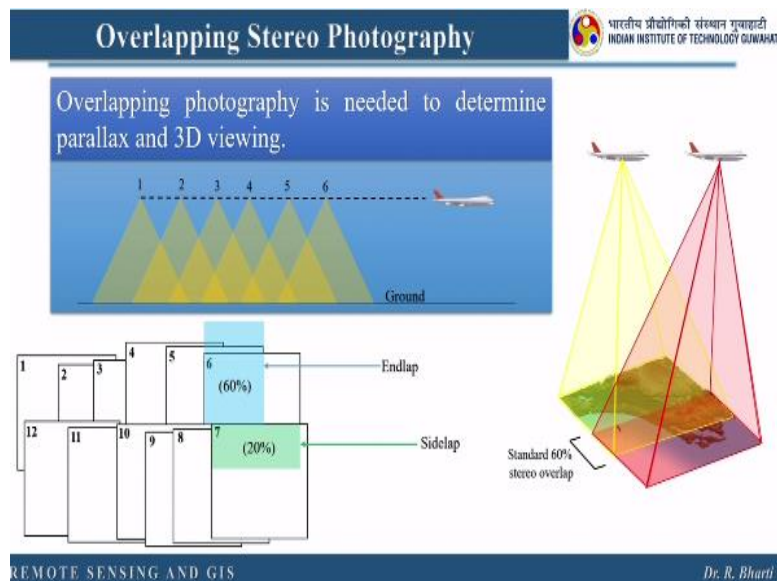 Overlapping Stereo Photography
भारतीय प्रौद्योगिकी संस्थान गुवाहाटी
INDIAN INSTITUTE OF TECHNOLOGY GUWAHAT
Overlapping photography is needed to determine
parallax and 3D viewing.
1 2 3 4 5 6
Ground
1 2 3 4 5 6
(60%)
Endlap
12 11 10 9 8 7
(20%)
Sidelap
Standard 60%
stereo overlap
REMOTE SENSING AND GIS
Dr. R. Bharti